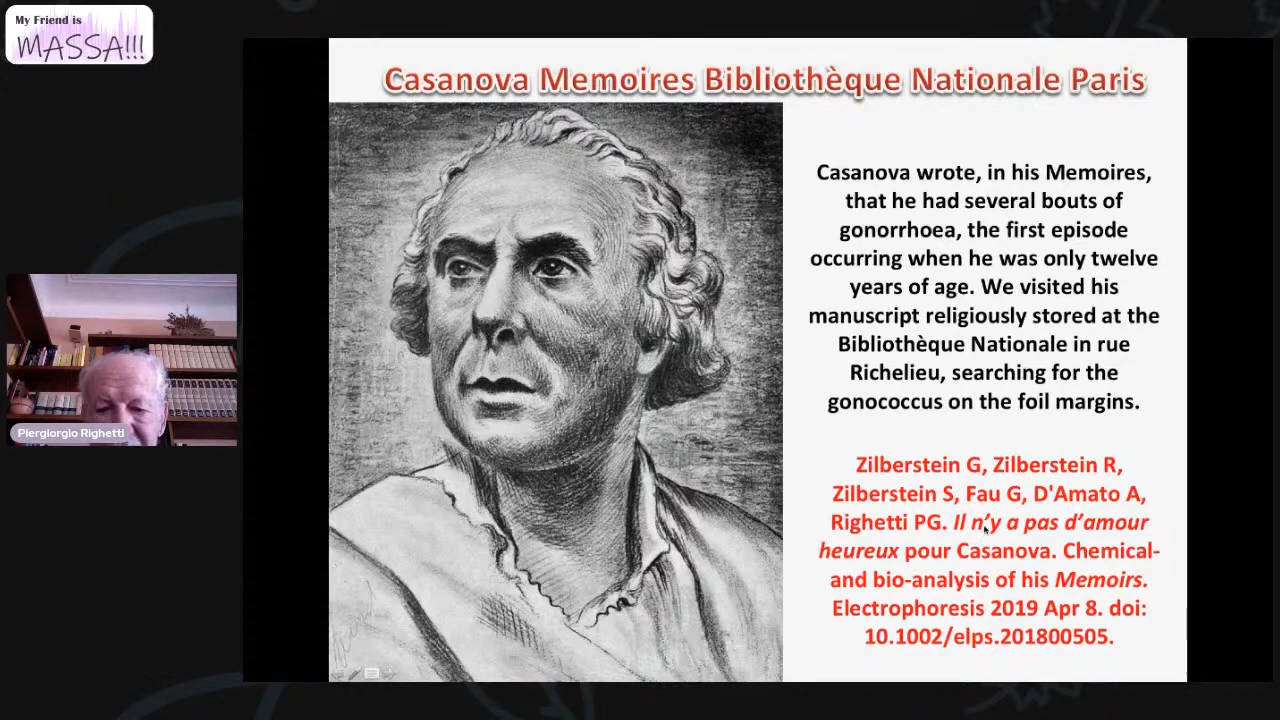 My Friend is
MASSA!!!
Casanova Memoires Bibliothèque Nationale Paris
Casanova wrote, in his Memoires,
that he had several bouts of
gonorrhoea, the first episode
occurring when he was only twelve
years of age. We visited his
manuscript religiously stored at the
Bibliothèque Nationale in rue
Richelieu, searching for the
gonococcus on the foil margins.
Zilberstein G, Zilberstein R,
Zilberstein S, Fau G, D'Amato A,
Righetti PG. Il n’y a pas d’amour
heureux pour Casanova. Chemical-
and bio-analysis of his Memoirs.
Electrophoresis 2019 Apr 8. doi:
10.1002/elps.201800505.
Piergiorgio Righetti